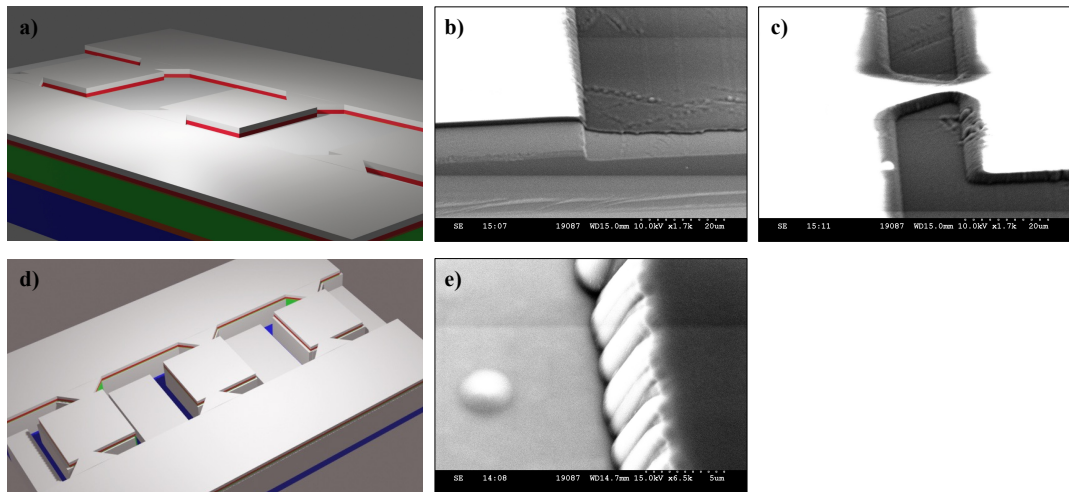 a)
b)
SE 15:07 19087 WD15.0mm 10.0kV x1.7k 20um
c)
SE 15:11 19087 WD15.0mm 10.0kV x1.7k 20um
d)
e)
SE 14:08 19087 WD14.7mm 15.0kV x6.5k 5um